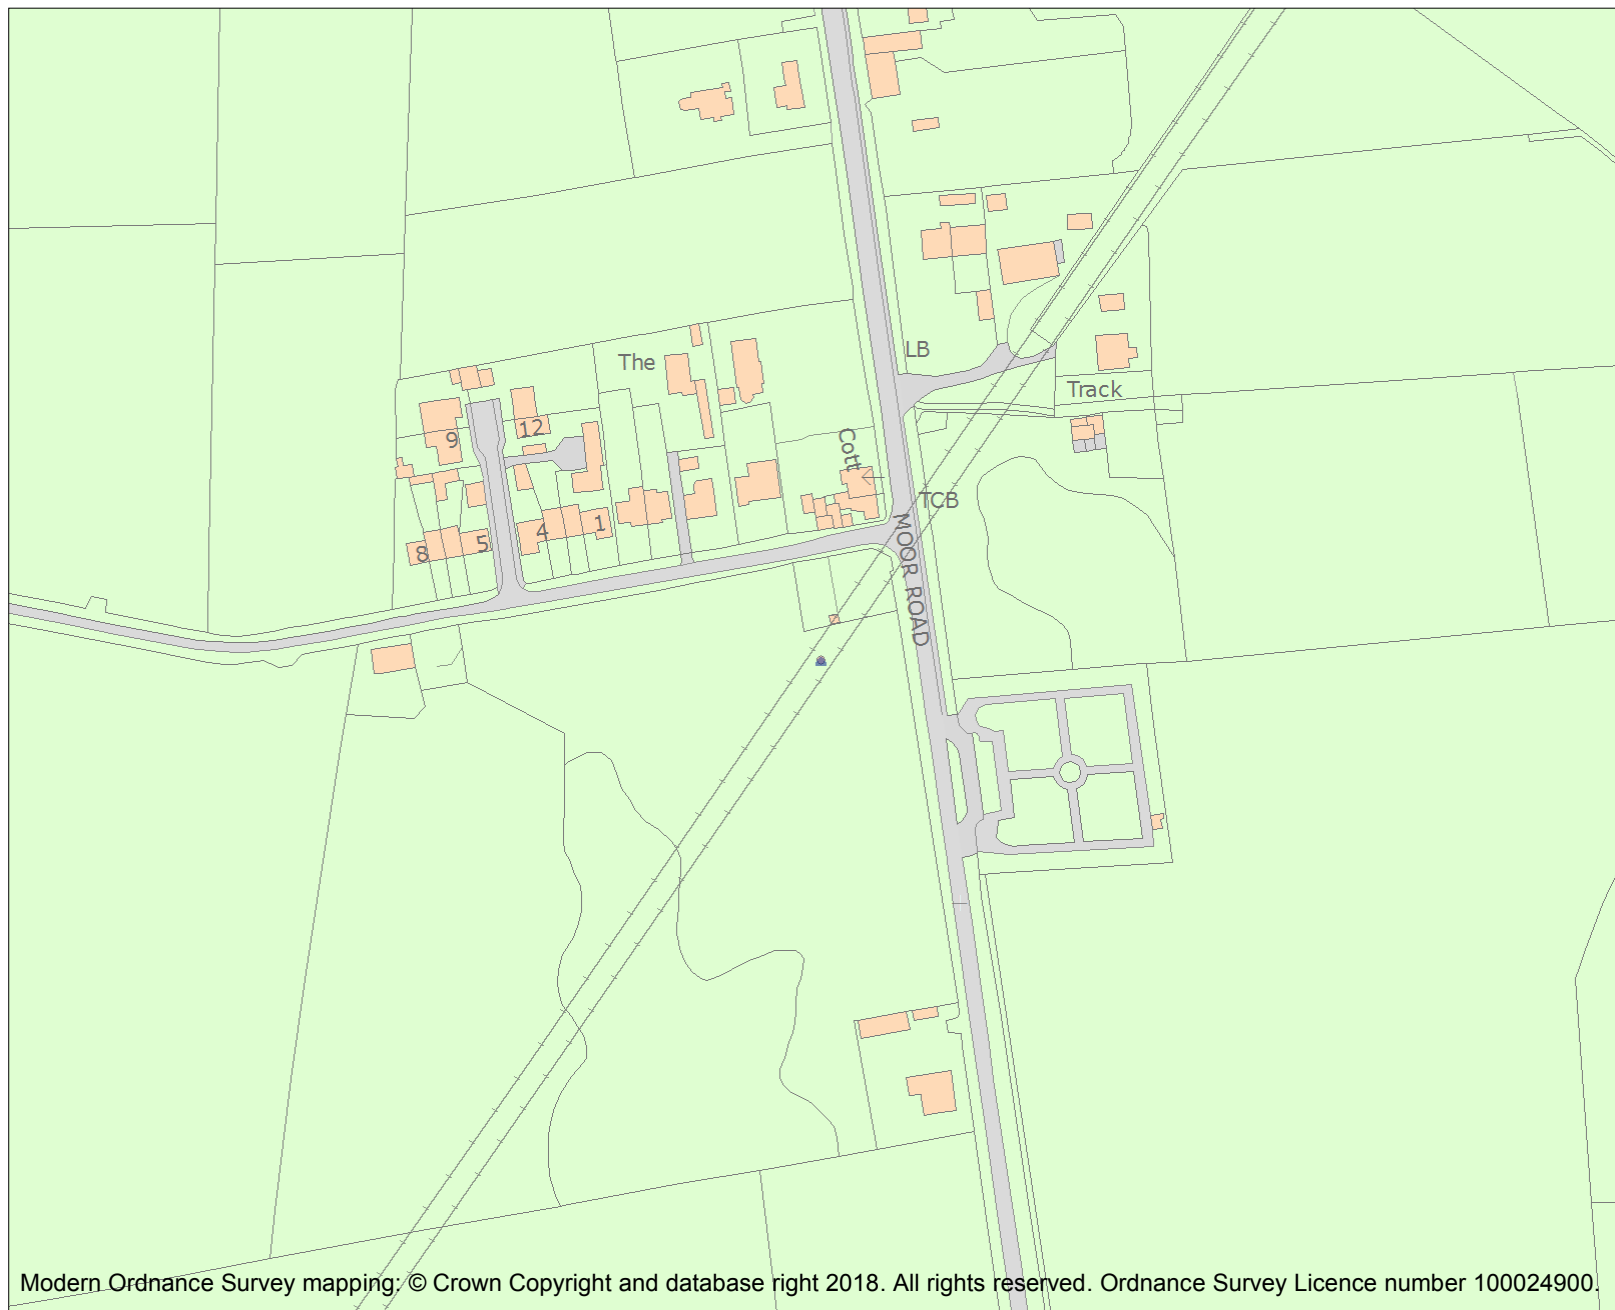 LB
The
Track
12
9
Cott
TCB
1
4
5
8
MOOR ROAD
Modern Ordnance Survey mapping: © Crown Copyright and database right 2018. All rights reserved. Ordnance Survey Licence number 100024900.